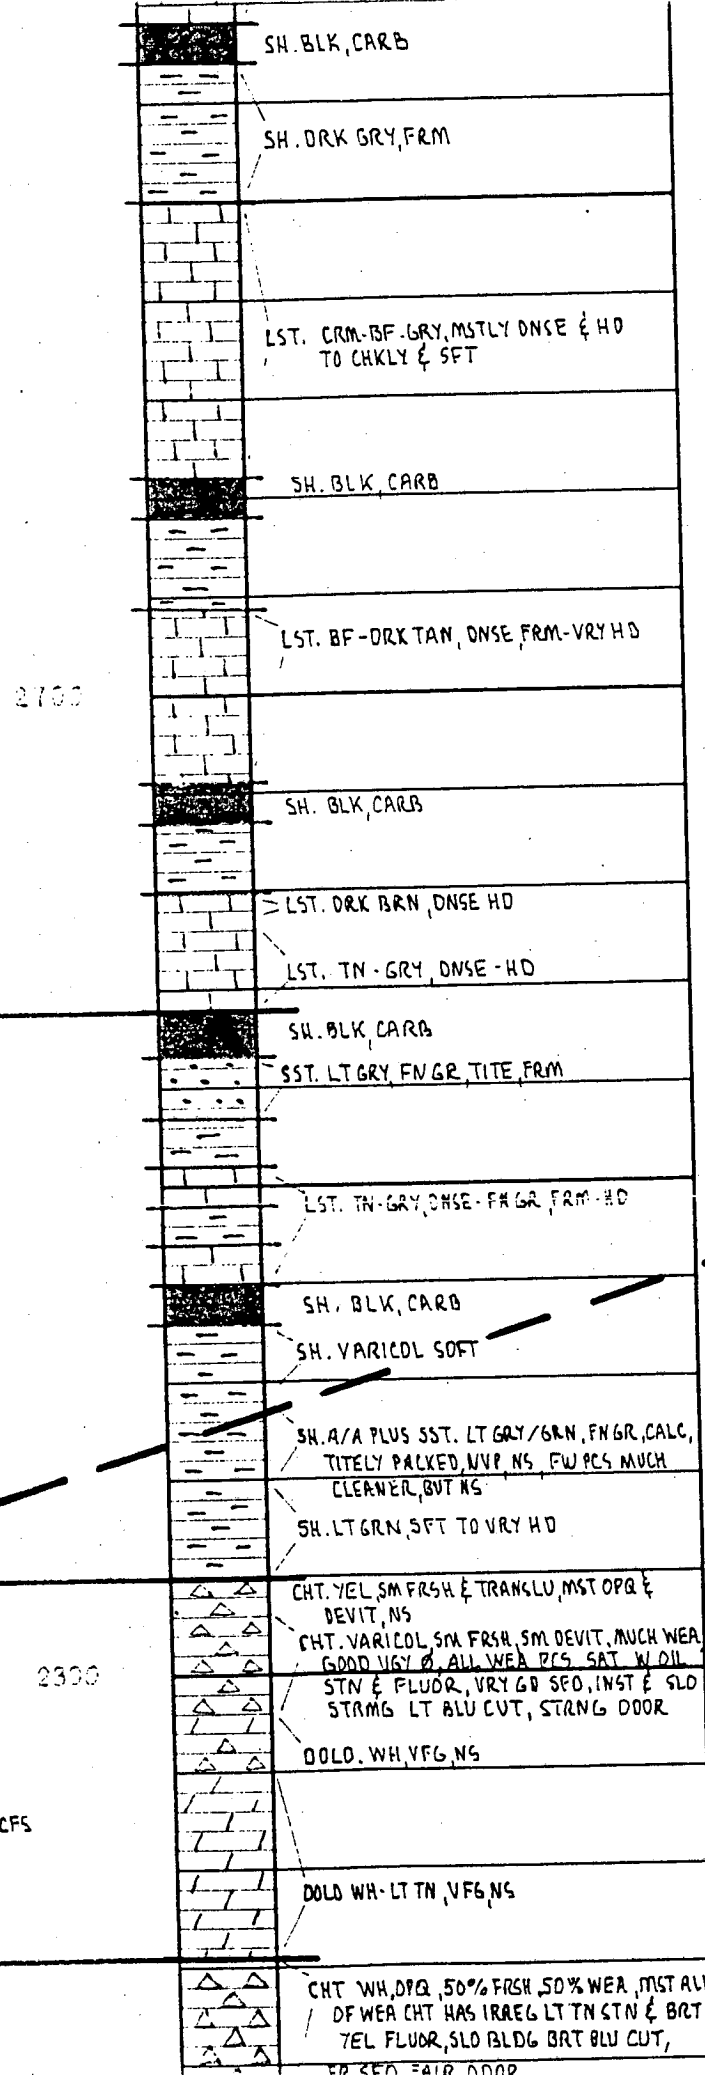 SH. BLK, CARB
SH. DRK GRY, FRM
LST. CRM-BF-GRY, MSTLY DNSE & HD
TO CHKLY & SFT
SH. BLK, CARB
LST. BF-DRK TAN, DNSE, FRM-VRY HD
2700
SH. BLK, CARB
LST. DRK BRN, DNSE HD
LST. TN-GRY, DNSE-HD
SH. BLK, CARB
SST. LT GRY, FN GR, TITE, FRM
LST. TN-GRY, DNSE-FN GR, FRM-HD
SH. BLK, CARB
SH. VARICOL SOFT
SH. A/A PLUS SST. LT GRY/GRN, FN GR, CALC,
TITELY PACKED, NVP, NS, FW PCS MUCH
CLEANER, BUT NS
SH. LT GRN, SFT TO VRY HD
CHT. YEL, SM FRSH & TRANSLU, MST OPQ &
DEVIT, NS
CHT. VARICOL, SM FRSH, SM DEVIT, MUCH WEA,
GOOD VGY Ø, ALL WEA PCS SAT W OIL
2300
STN & FLUOR, VRY GD SFO, INST & SLO
STRMG LT BLU CUT, STRNG ODOR
DOLO. WH, VFG, NS
CFS
DOLO WH-LT TN, VFG, NS
CHT WH, OPQ, 50% FRSH, 50% WEA, MST ALL
OF WEA CHT HAS IRREG LT TN STN & BRT
YEL FLUOR, SLO BLDG BRT BLU CUT,
FR SFO, FAIR ODOR